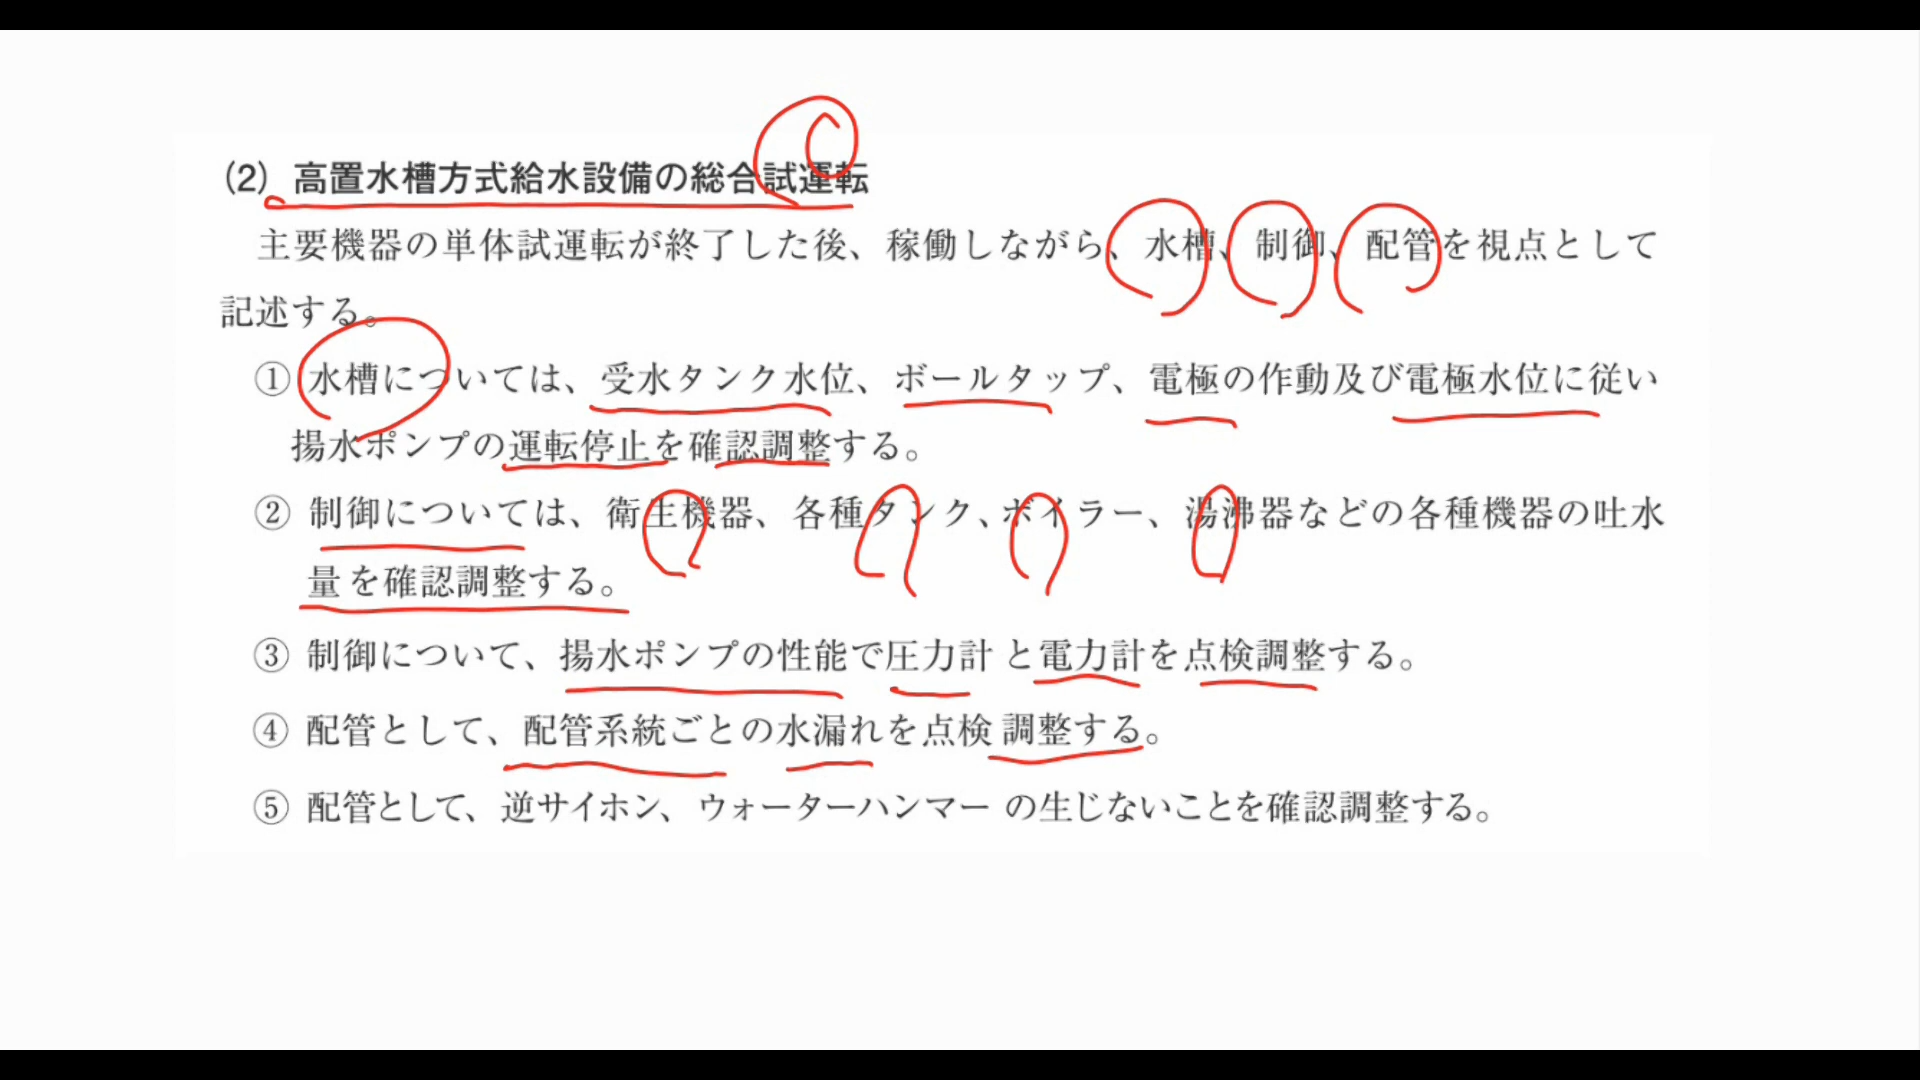 (2) 高置水槽方式給水設備の総合試運転
主要機器の単体試運転が終了した後、稼働しながら、水槽、制御、配管を視点として
記述する。
① 水槽については、受水タンク水位、ボールタップ、電極の作動及び電極水位に従い
揚水ポンプの運転停止を確認調整する。
② 制御については、衛生機器、各種タンク、ボイラー、湯沸器などの各種機器の吐水
量を確認調整する。
③ 制御について、揚水ポンプの性能で圧力計と電力計を点検調整する。
④ 配管として、配管系統ごとの水漏れを点検調整する。
⑤ 配管として、逆サイホン、ウォーターハンマーの生じないことを確認調整する。